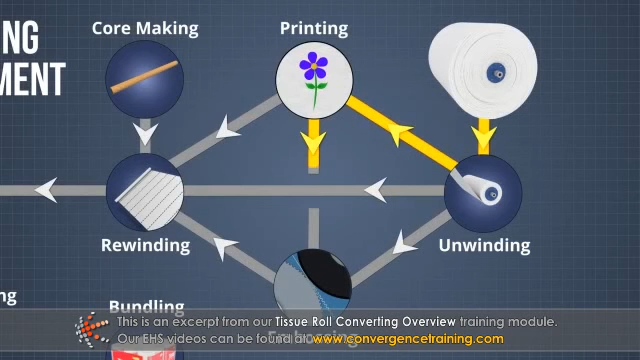 NG
MENT
Core Making
Printing
Rewinding
Unwinding
ng
Bundling
This is an excerpt from our Tissue Roll Converting Overview training module.
Our EHS videos can be found at www.convergencetraining.com